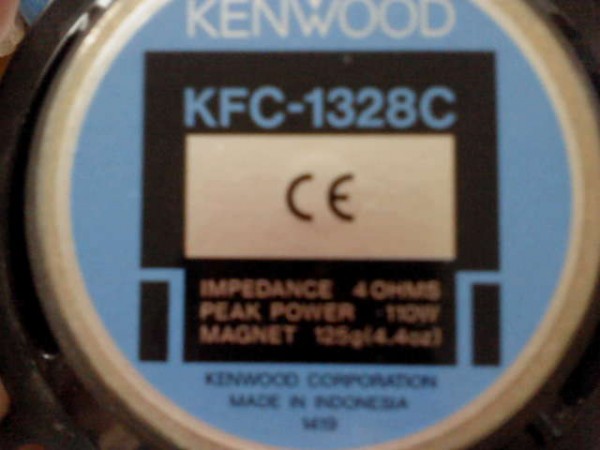 KENWOOD
KFC-1328C
CE
IMPEDANCE 4 OHMS
PEAK POWER 110W
MAGNET 125g(4.4oz)
KENWOOD CORPORATION
MADE IN INDONESIA
1419